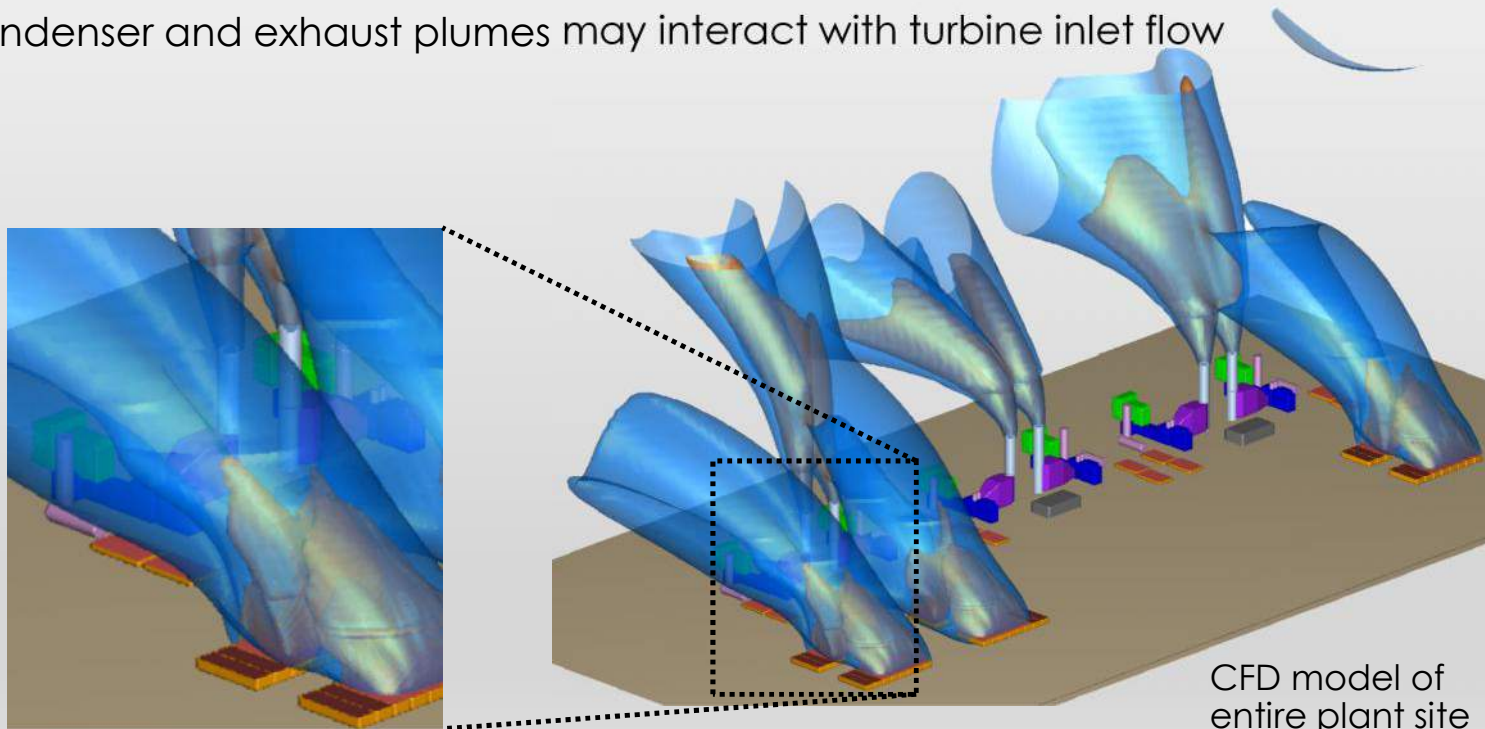 ndenser and exhaust plumes may interact with turbine inlet flow
CFD model of
entire plant site